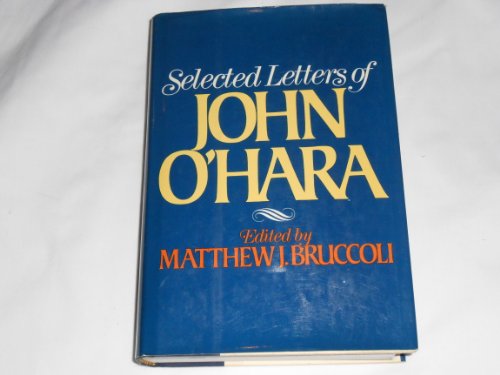 Selected Letters of
JOHN
O'HARA
Edited by
MATTHEW J. BRUCCOLI